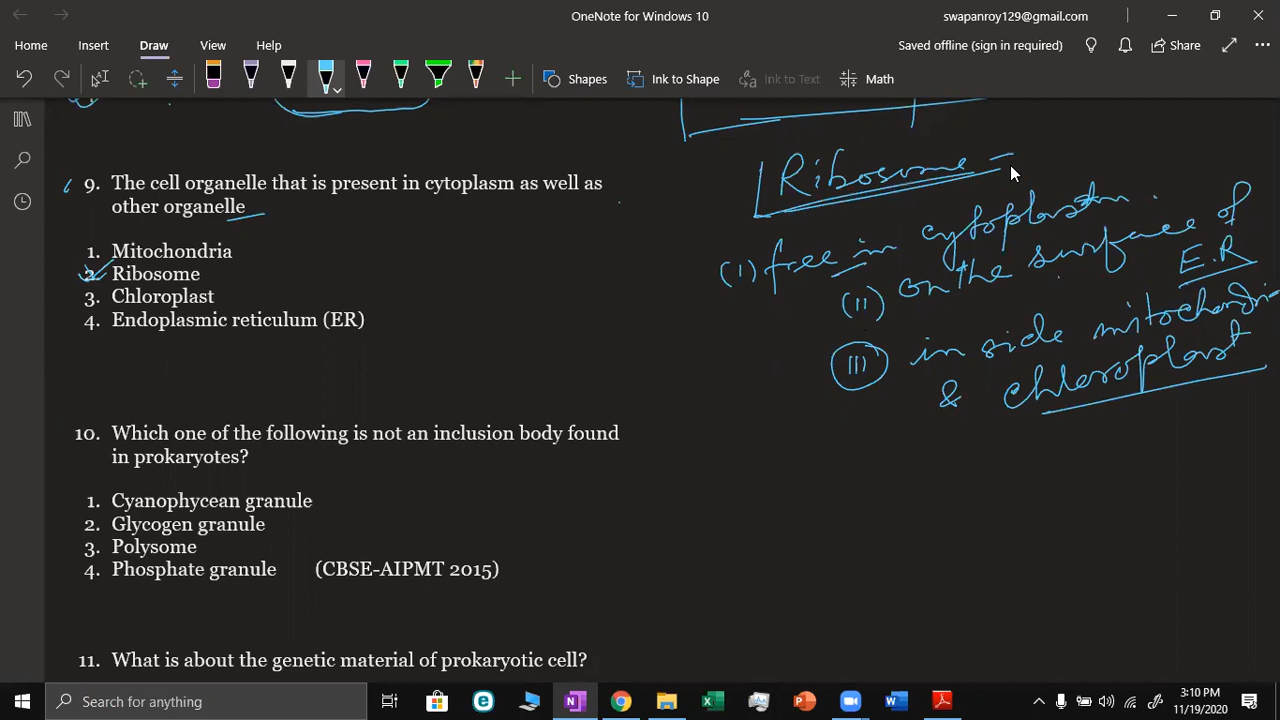 OneNote for Windows 10
swapanroy129@gmail.com
Home Insert Draw View Help
Saved offline (sign in required)
Share
Shapes
Ink to Shape
Ink to Text
Math
9. The cell organelle that is present in cytoplasm as well as
other organelle
1. Mitochondria
2. Ribosome
3. Chloroplast
4. Endoplasmic reticulum (ER)
Ribosome -
(I) free in cytoplasm
(II) on the surface of
E.R
(III) in side mitochondri
& chloroplast
10. Which one of the following is not an inclusion body found
in prokaryotes?
1. Cyanophycean granule
2. Glycogen granule
3. Polysome
4. Phosphate granule (CBSE-AIPMT 2015)
11. What is about the genetic material of prokaryotic cell?
Search for anything
3:10 PM
11/19/2020